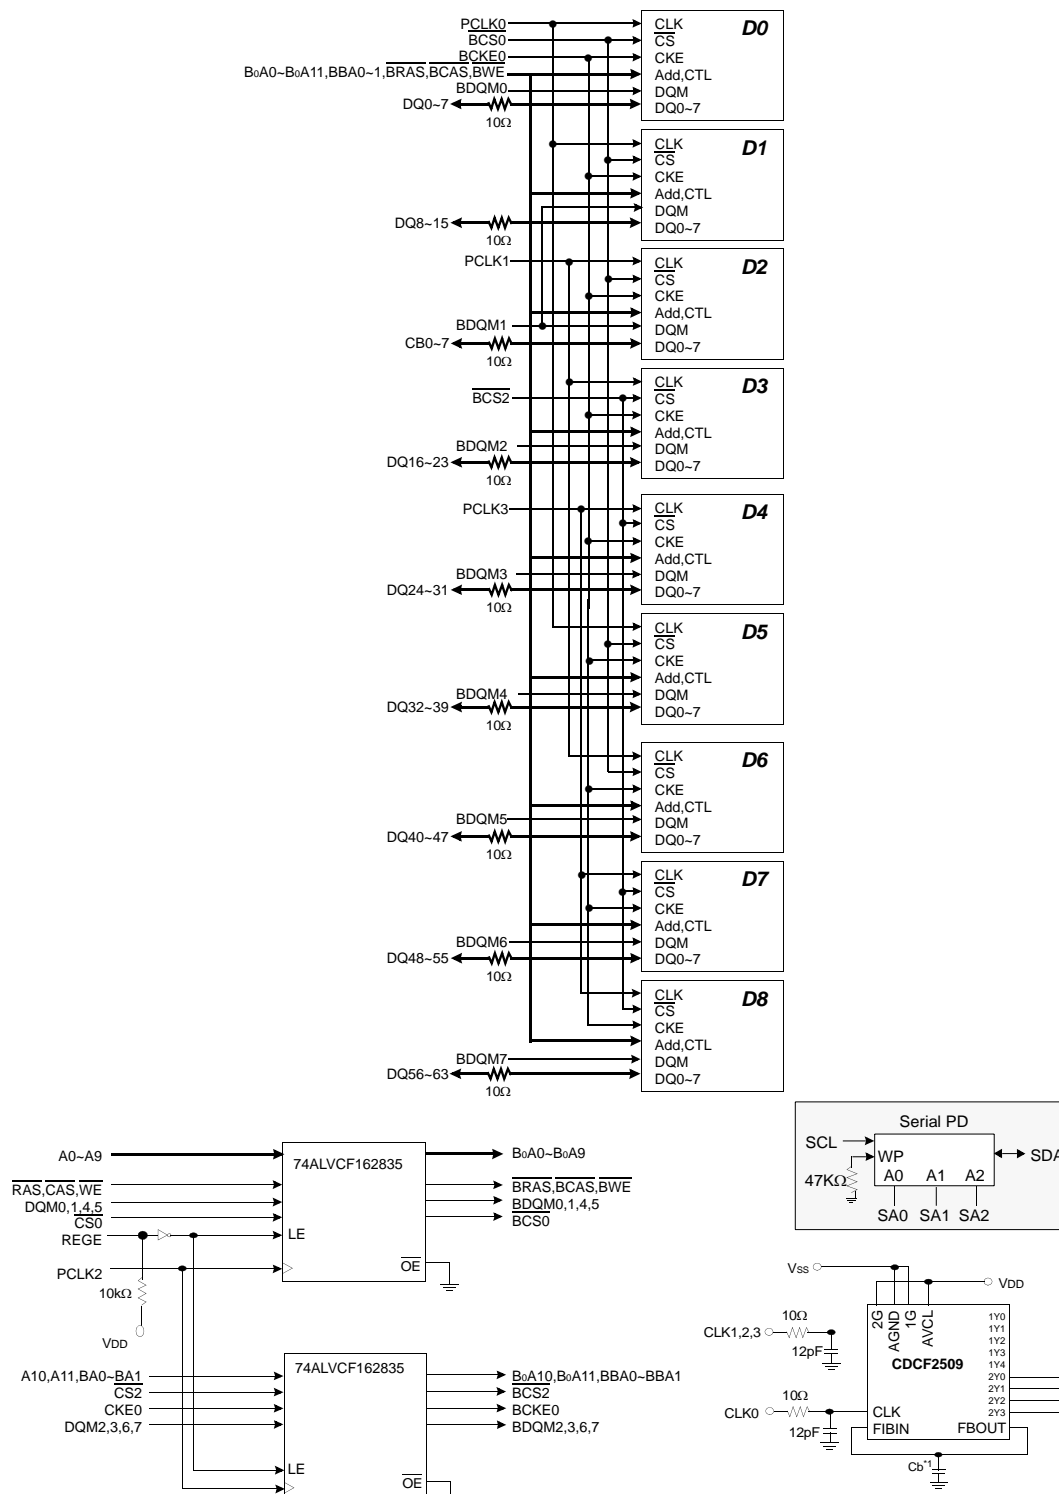 PCLK0 CLK D0
BCS0 CS
BCKE0 CKE
B0A0~B0A11,BBA0~1,BRAS,BCAS,BWE Add,CTL
BDQM0 DQM
DQ0~7 DQ0~7
10Ω
CLK D1
CS
CKE
Add,CTL
DQM
DQ8~15 DQ0~7
10Ω
PCLK1 CLK D2
CS
CKE
Add,CTL
BDQM1 DQM
CB0~7 DQ0~7
10Ω
CLK D3
BCS2 CS
CKE
Add,CTL
BDQM2 DQM
DQ16~23 DQ0~7
10Ω
PCLK3 CLK D4
CS
CKE
Add,CTL
BDQM3 DQM
DQ24~31 DQ0~7
10Ω
CLK D5
CS
CKE
Add,CTL
BDQM4 DQM
DQ32~39 DQ0~7
10Ω
CLK D6
CS
CKE
Add,CTL
BDQM5 DQM
DQ40~47 DQ0~7
10Ω
CLK D7
CS
CKE
Add,CTL
BDQM6 DQM
DQ48~55 DQ0~7
10Ω
CLK D8
CS
CKE
Add,CTL
BDQM7 DQM
DQ56~63 DQ0~7
10Ω
A0~A9 74ALVCF162835 B0A0~B0A9
RAS,CAS,WE BRAS,BCAS,BWE
DQM0,1,4,5 BDQM0,1,4,5
CS0 BCS0
REGE LE
PCLK2 OE
10kΩ
VDD
74ALVCF162835
A10,A11,BA0~BA1 B0A10,B0A11,BBA0~BBA1
CS2 BCS2
CKE0 BCKE0
DQM2,3,6,7 BDQM2,3,6,7
LE
OE
Serial PD
SCL SDA
WP
47KΩ A0 A1 A2
SA0 SA1 SA2
Vss VDD
2G AGND 1G AVCL
10Ω
CLK1,2,3
12pF
CDCF2509
1Y0
1Y1
1Y2
1Y3
1Y4
2Y0
2Y1
2Y2
2Y3
10Ω
CLK0 CLK
12pF FIBIN FBOUT
Cb*1